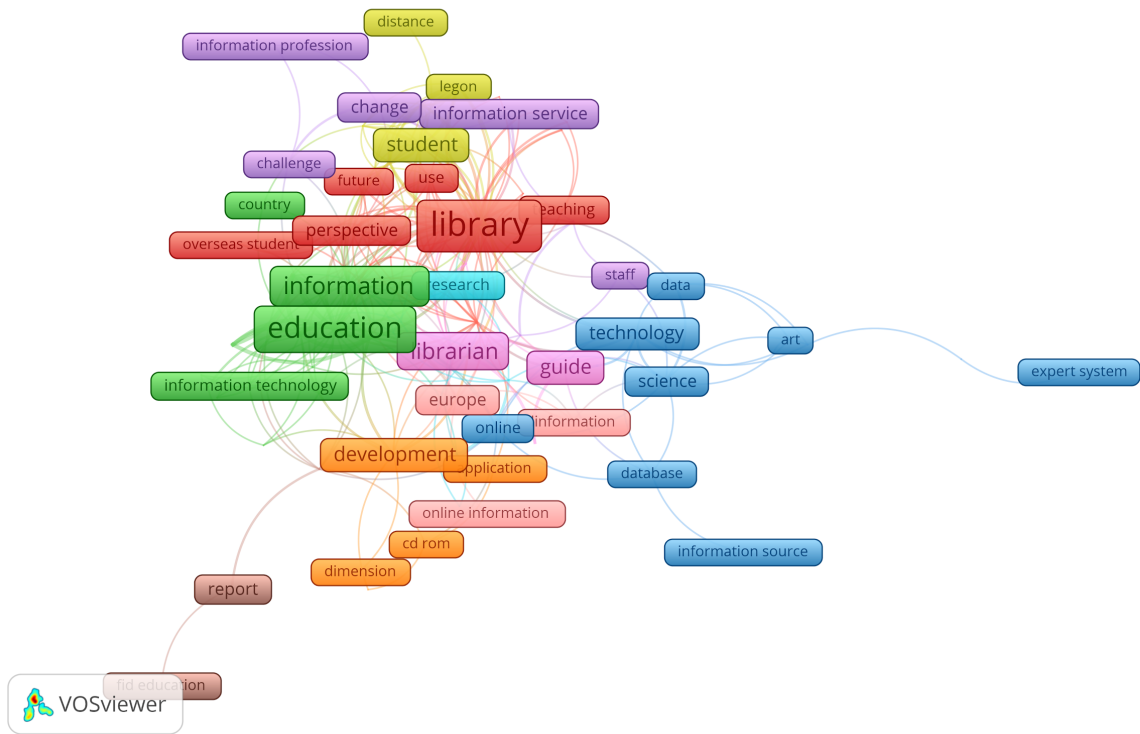 distance
information profession
legon
change
information service
student
challenge
future
use
country
library
teaching
perspective
overseas student
staff
information
research
data
education
technology
art
librarian
guide
science
expert system
information technology
europe
online
information
development
application
database
online information
cd rom
information source
dimension
report
fid education
VOSviewer